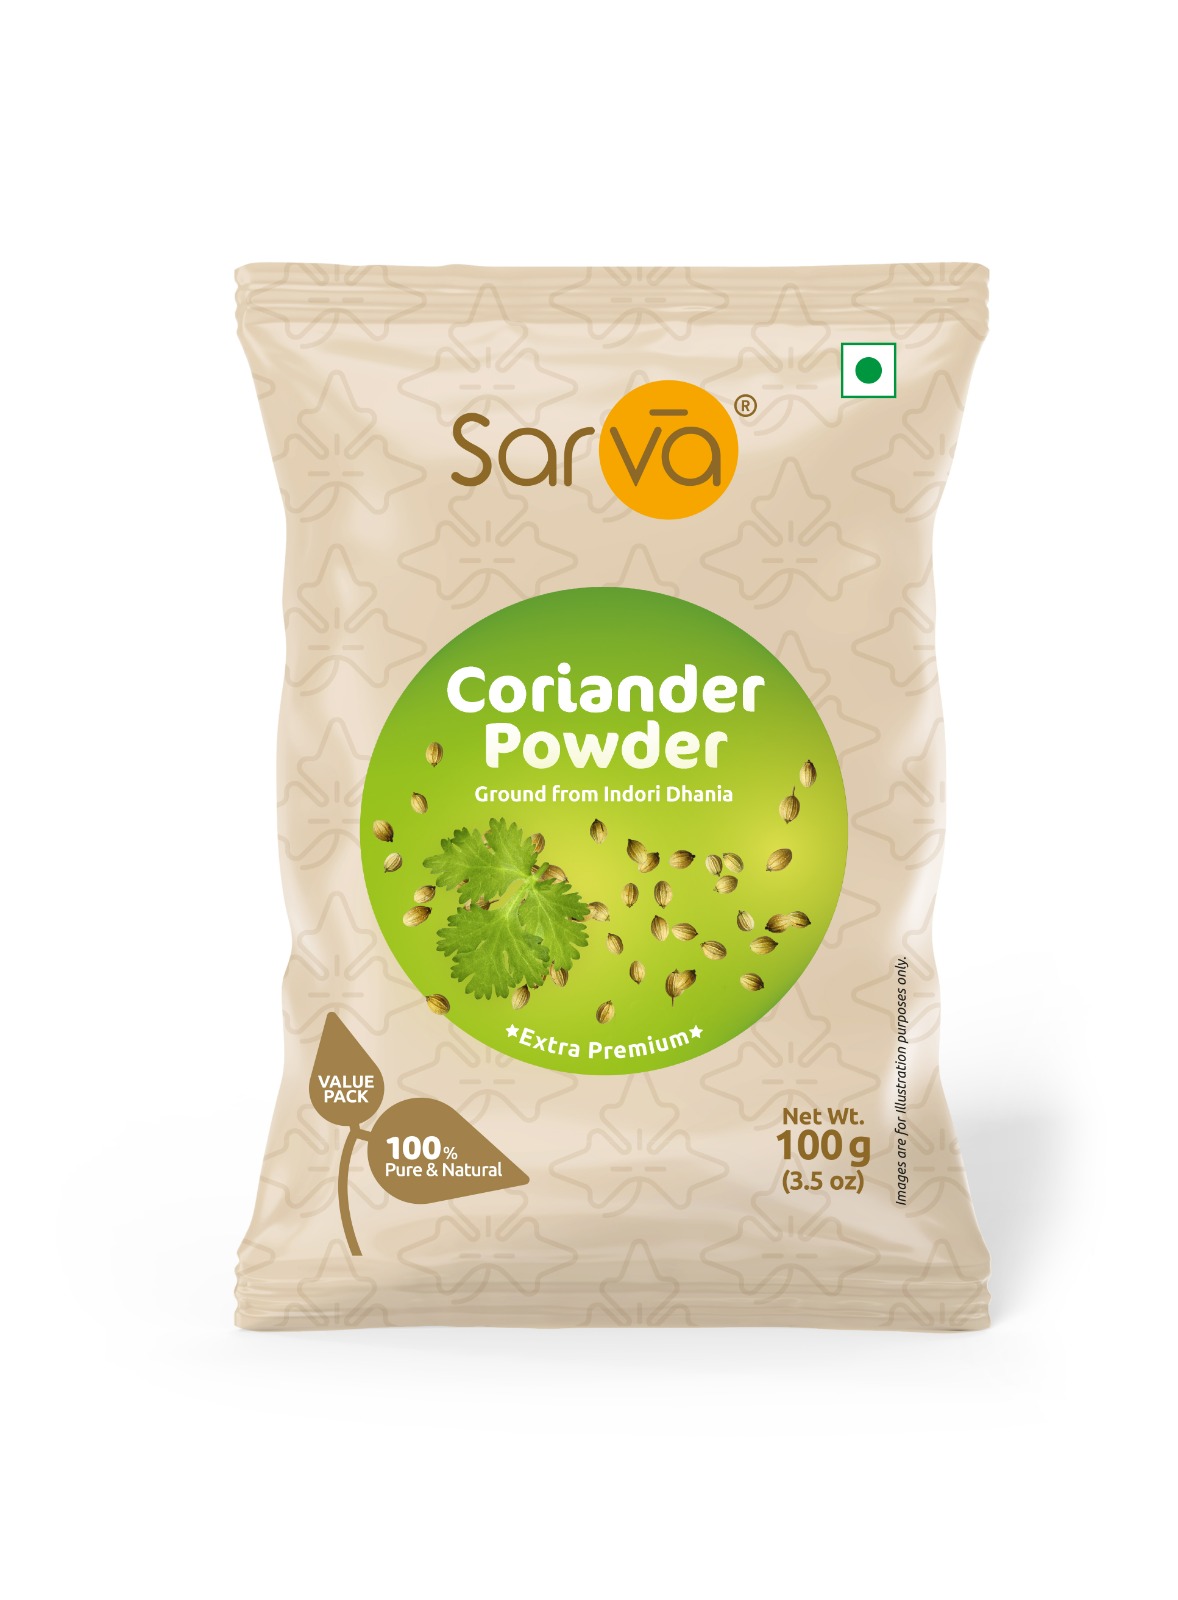 Sarvā®
Coriander
Powder
Ground from Indori Dhania
★Extra Premium★
VALUE
PACK
100%
Pure & Natural
Net Wt.
100 g
(3.5 oz)
Images are for Illustration purposes only.